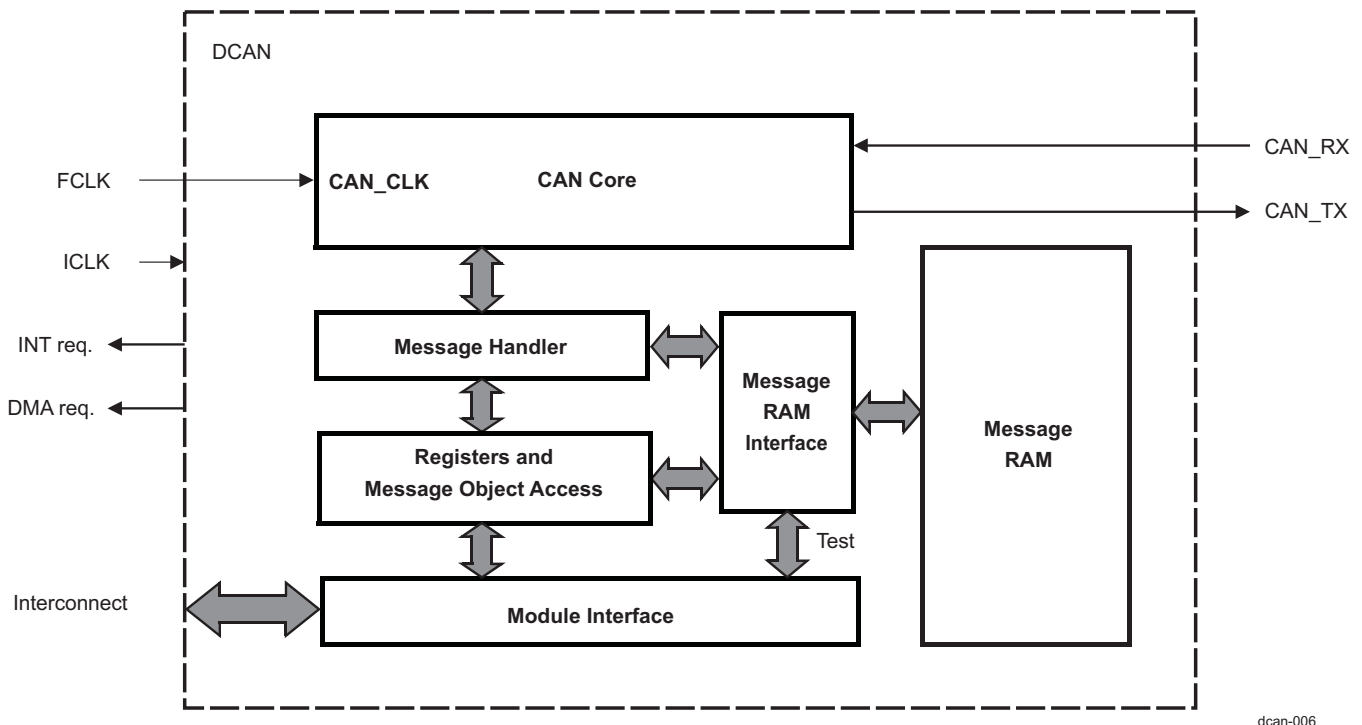 DCAN
CAN_RX
FCLK
CAN_CLK
CAN Core
CAN_TX
ICLK
INT req.
Message Handler
DMA req.
Message
RAM
Interface
Message
RAM
Registers and
Message Object Access
Test
Interconnect
Module Interface
dcan-006